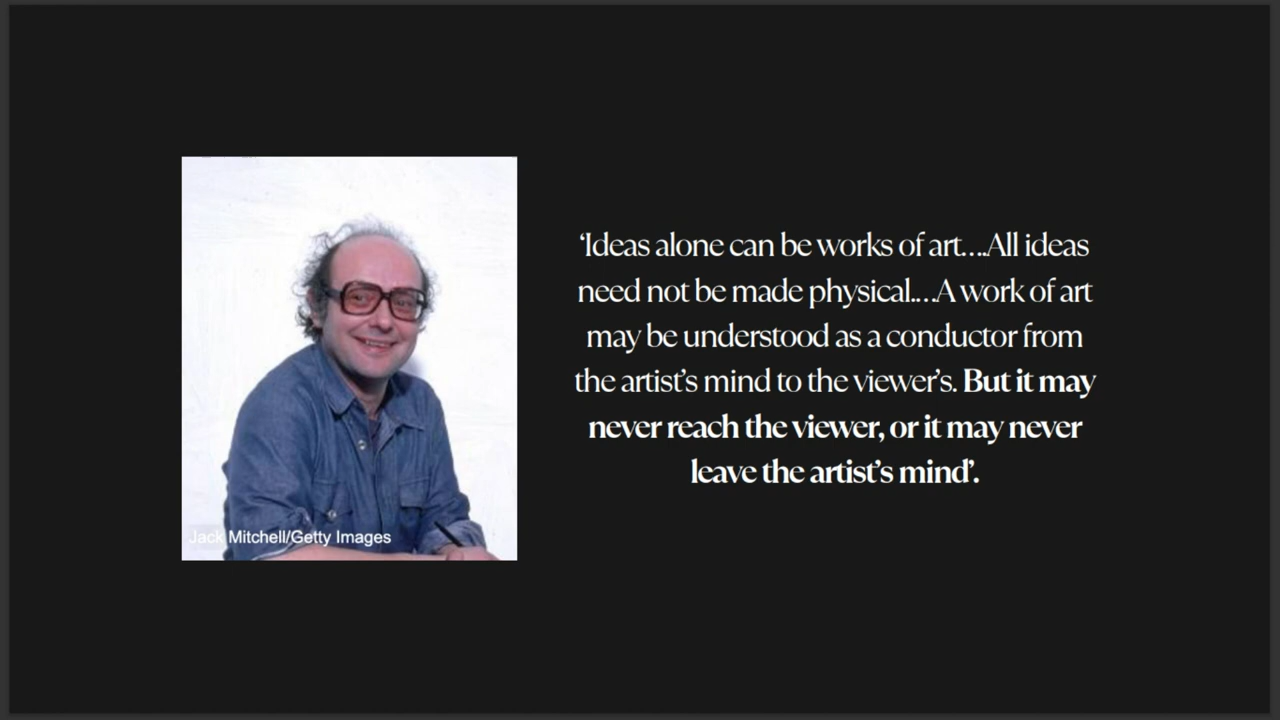 ‘Ideas alone can be works of art….All ideas
need not be made physical.…A work of art
may be understood as a conductor from
the artist’s mind to the viewer’s. But it may
never reach the viewer, or it may never
leave the artist’s mind’.
Jack Mitchell/Getty Images